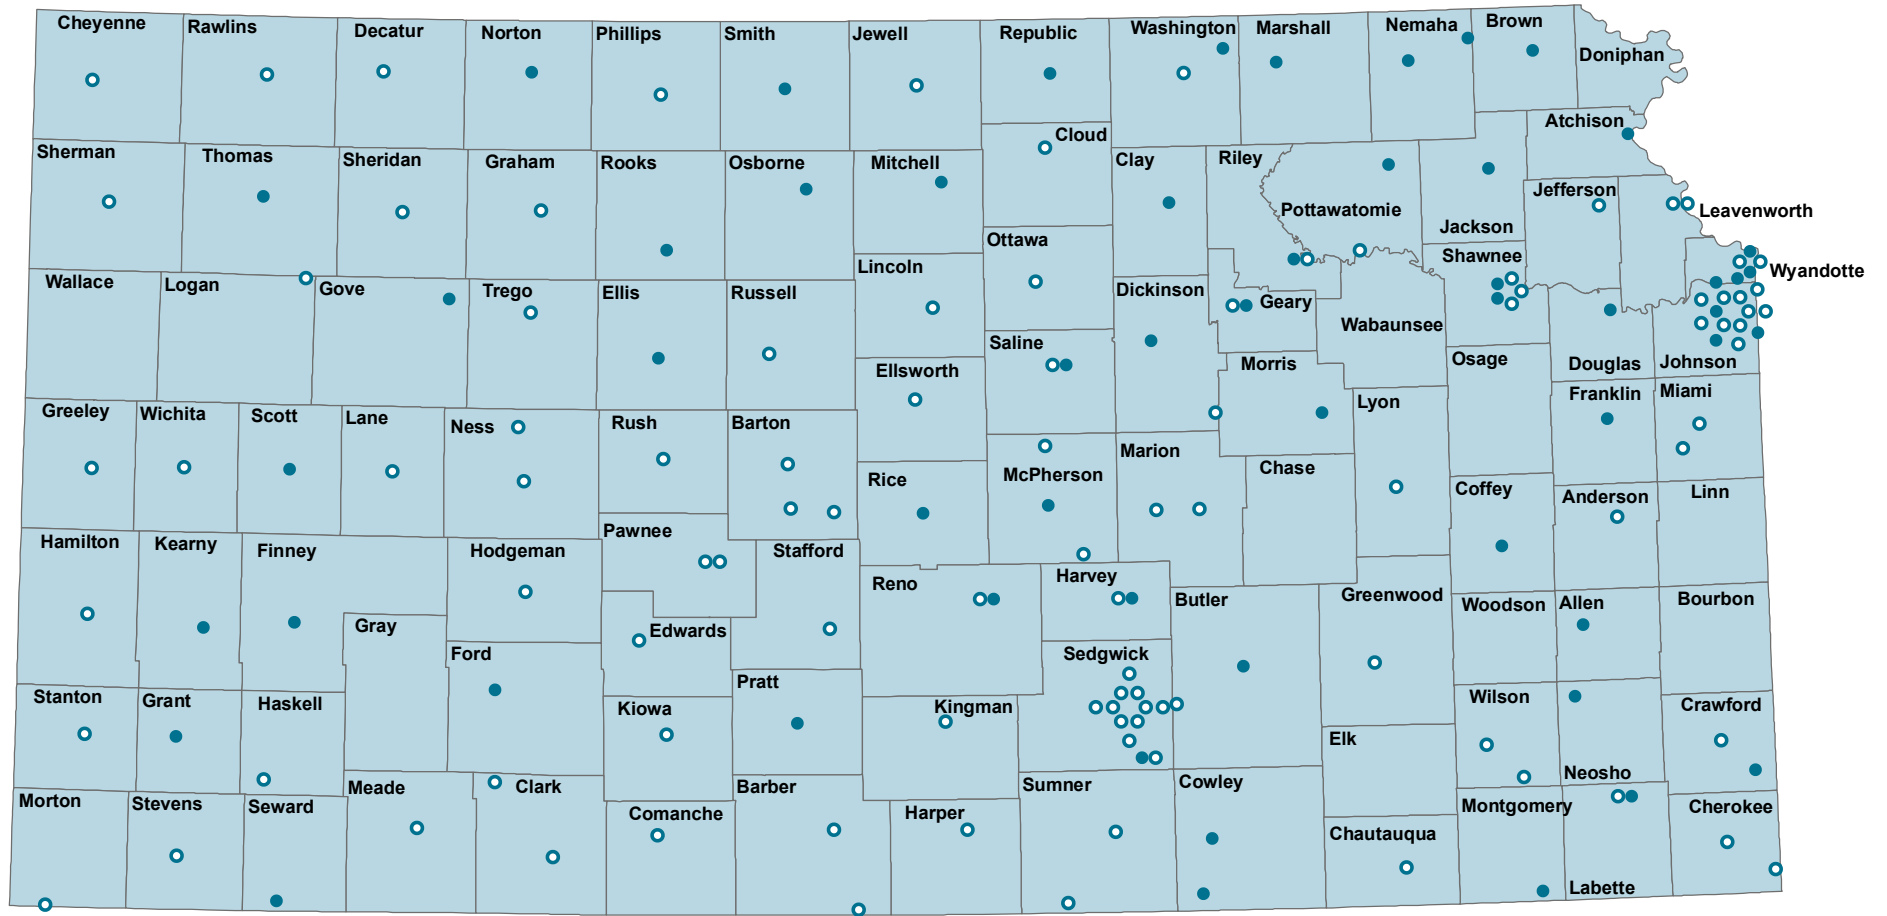 Cheyenne
Rawlins
Decatur
Norton
Phillips
Smith
Jewell
Republic
Washington
Marshall
Nemaha
Brown
Doniphan
Sherman
Thomas
Sheridan
Graham
Rooks
Osborne
Mitchell
Cloud
Clay
Riley
Pottawatomie
Jackson
Atchison
Jefferson
Leavenworth
Wyandotte
Wallace
Logan
Gove
Trego
Ellis
Russell
Lincoln
Ottawa
Saline
Dickinson
Geary
Wabaunsee
Shawnee
Osage
Douglas
Johnson
Ellsworth
Morris
Lyon
Franklin
Miami
Greeley
Wichita
Scott
Lane
Ness
Rush
Barton
Rice
McPherson
Marion
Chase
Coffey
Anderson
Linn
Hamilton
Kearny
Finney
Hodgeman
Pawnee
Stafford
Reno
Harvey
Butler
Greenwood
Woodson
Allen
Bourbon
Gray
Ford
Edwards
Pratt
Sedgwick
Kingman
Stanton
Grant
Haskell
Kiowa
Elk
Wilson
Neosho
Crawford
Morton
Stevens
Seward
Meade
Clark
Comanche
Barber
Harper
Sumner
Cowley
Chautauqua
Montgomery
Labette
Cherokee